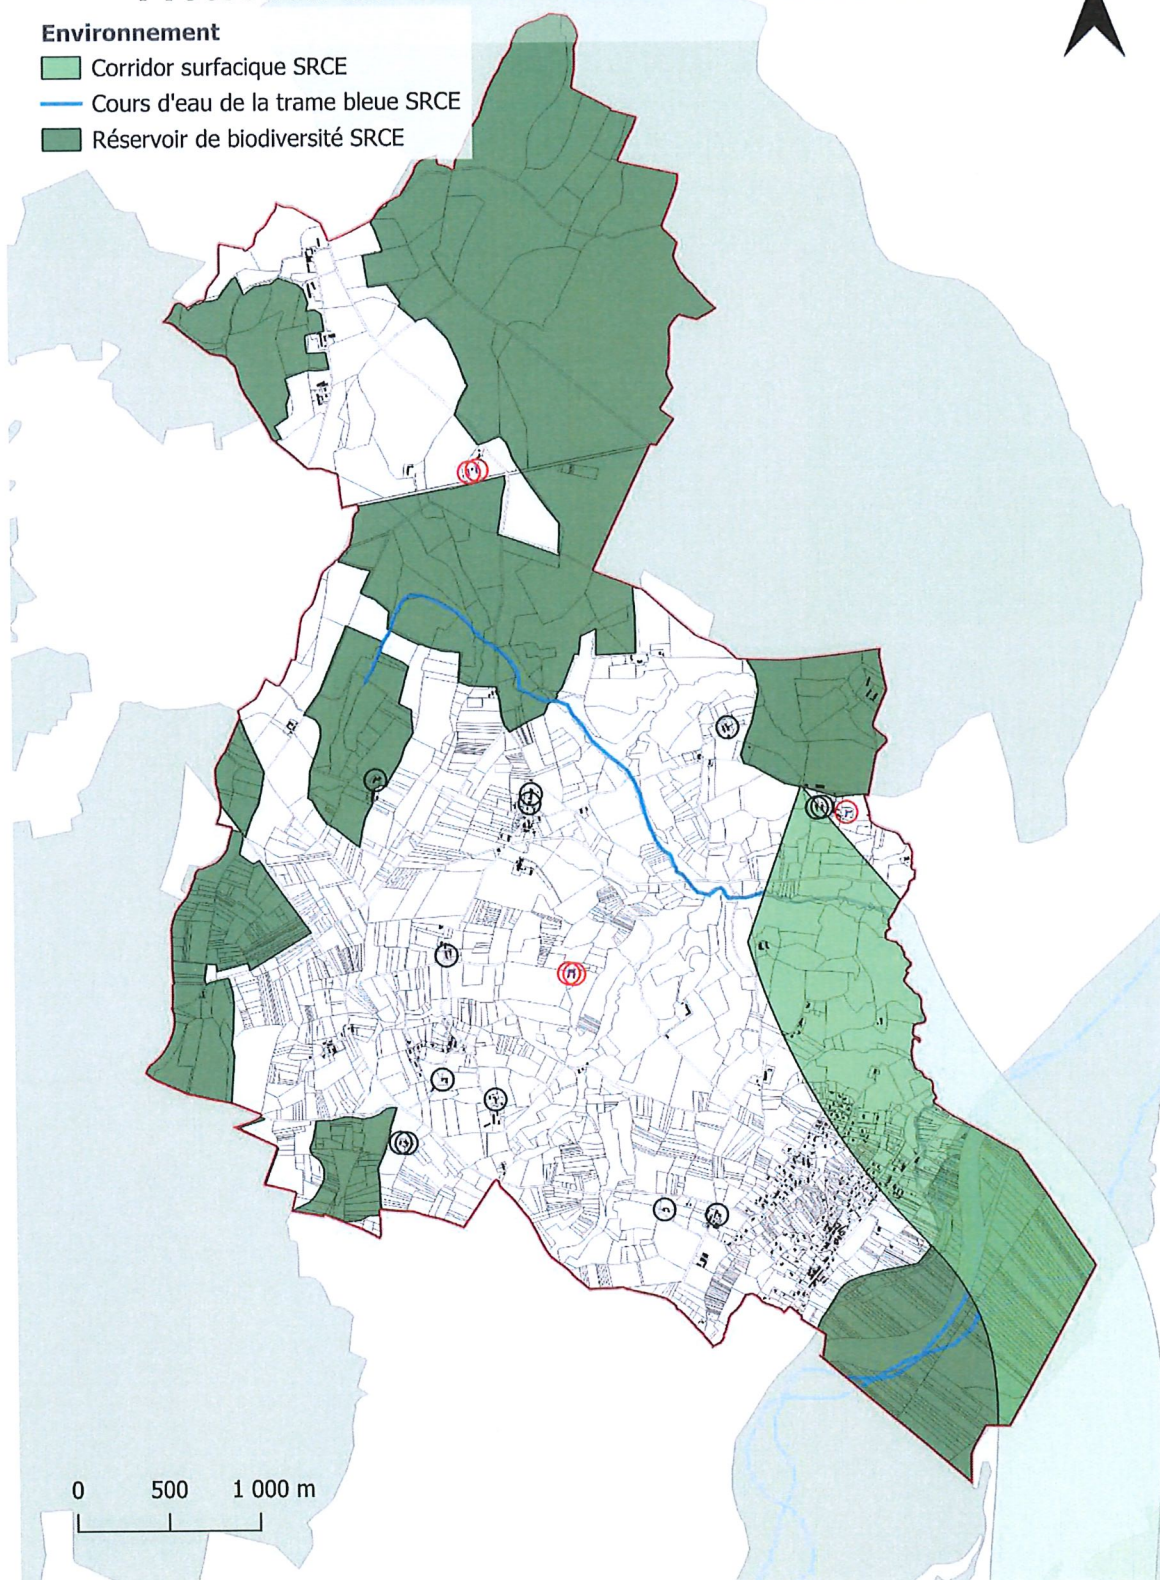 Environnement
Corridor surfacique SRCE
Cours d'eau de la trame bleue SRCE
Réservoir de biodiversité SRCE
0 500 1 000 m